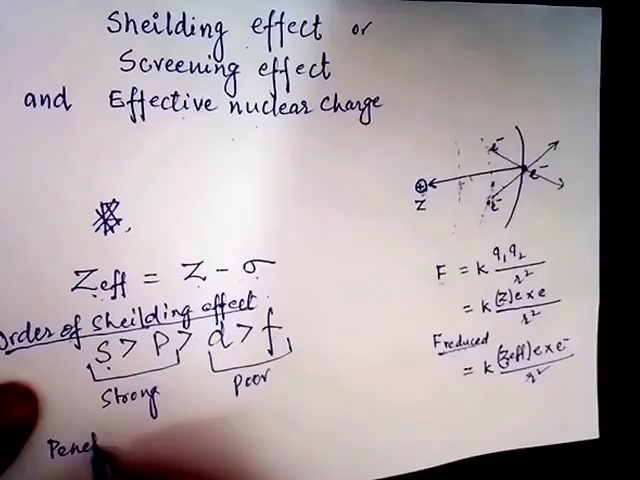 Sheilding effect or
Screening effect
and Effective nuclear charge
Zeff = Z - σ
Order of Sheilding effect.
S > P > d > f
Strong
poor
Pene
e⁻
e⁻
e⁻
Z
F = k q₁q₂/r²
= k (Z)e x e/r²
Freduced
= k (Zeff)e x e⁻/r²